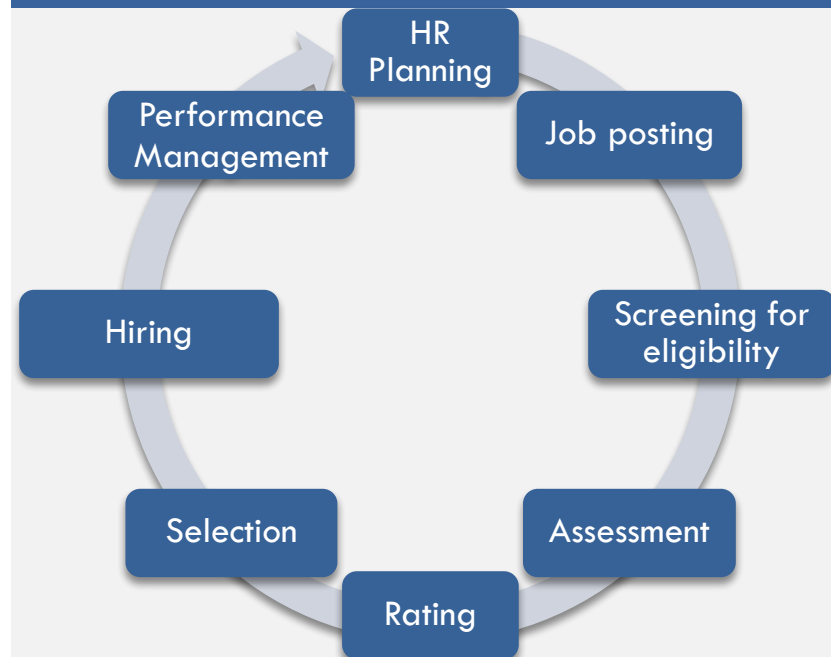 HR
Planning
Job posting
Screening for
eligibility
Assessment
Rating
Selection
Hiring
Performance
Management